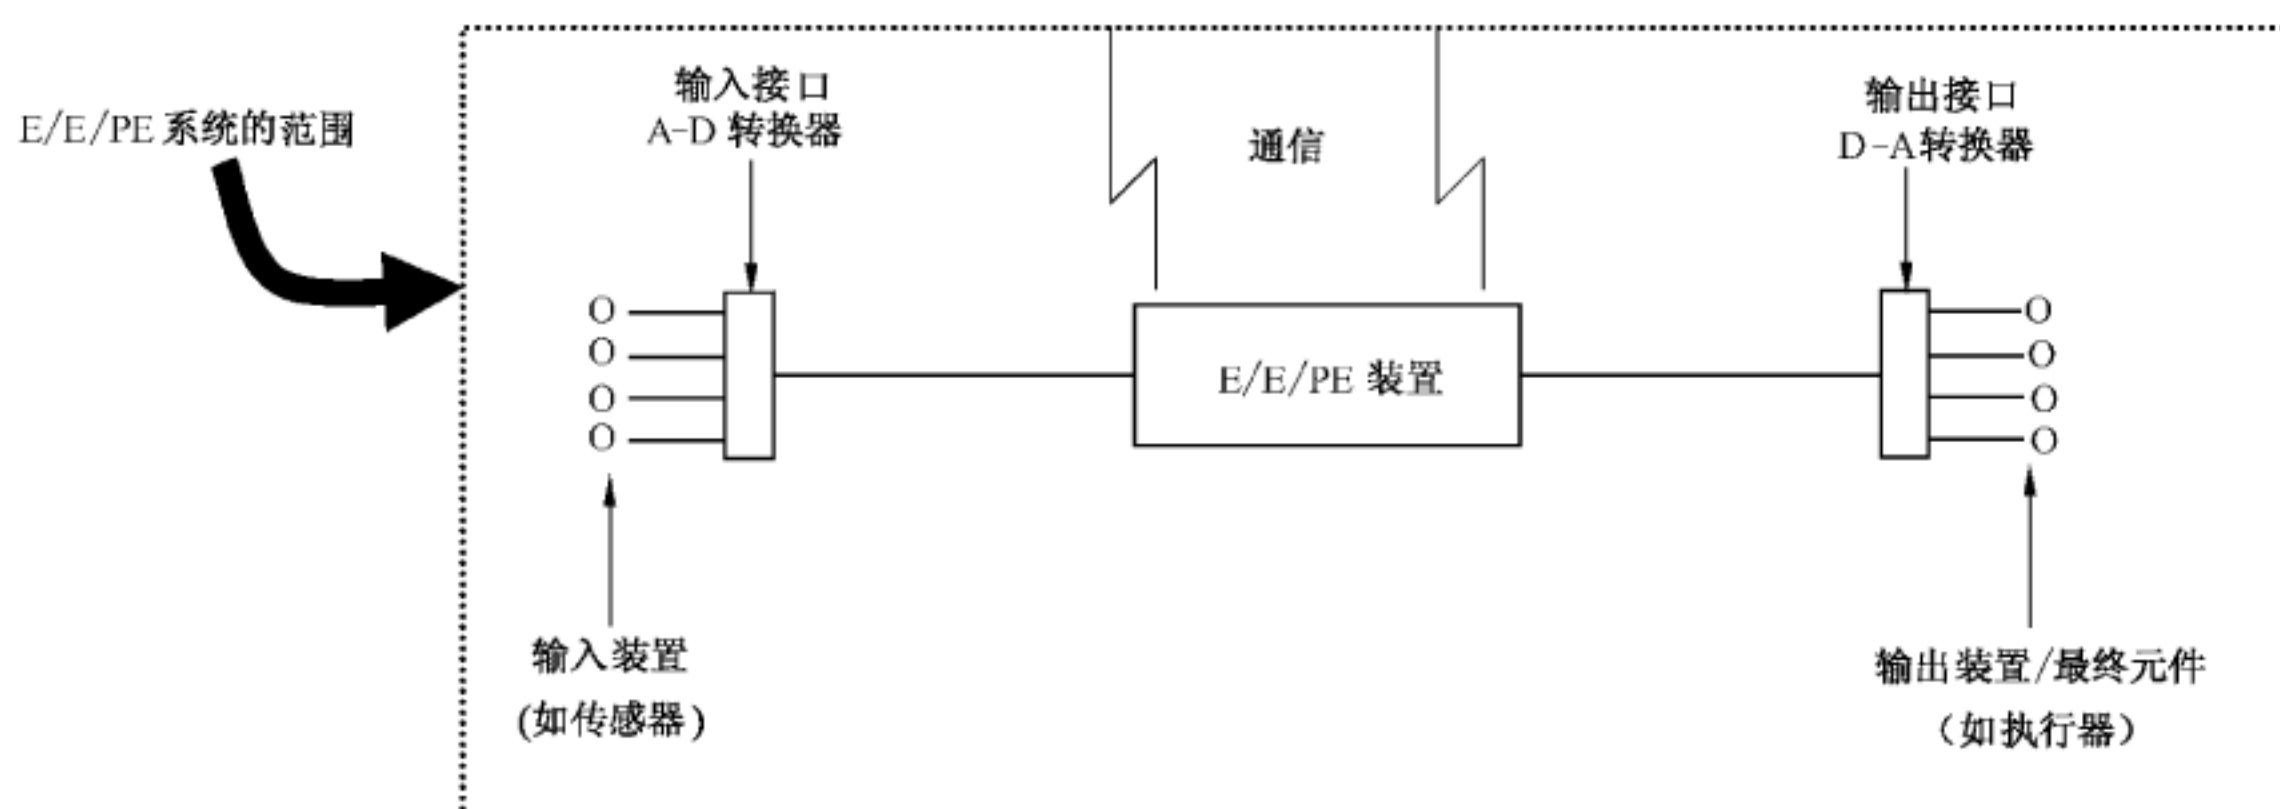 E/E/PE 系统的范围
输入接口
A-D 转换器
通信
输出接口
D-A转换器
O
O
O
O
E/E/PE 装置
O
O
O
O
输入装置
(如传感器)
输出装置/最终元件
(如执行器)